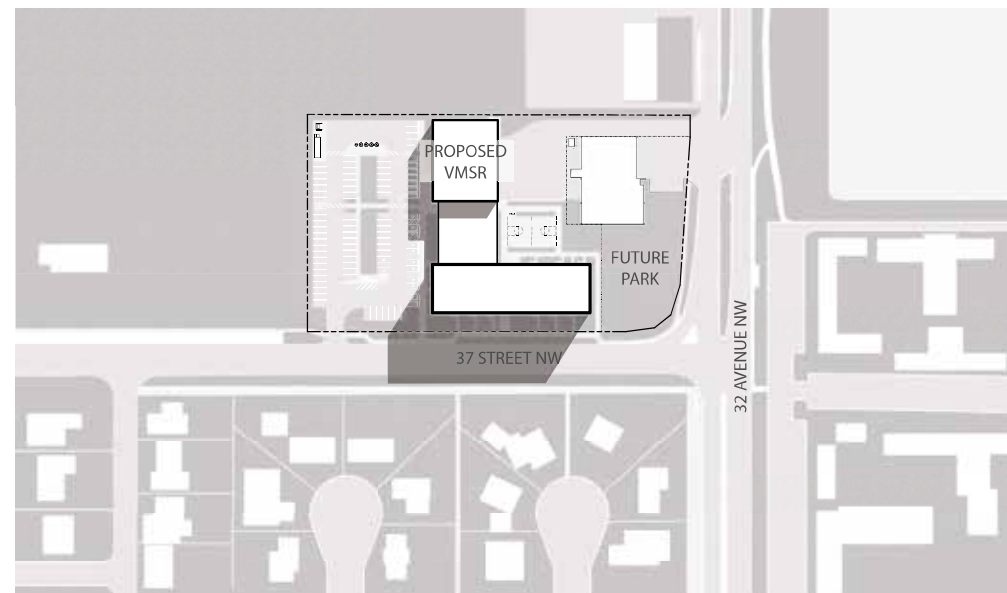 PROPOSED
VMSR
FUTURE
PARK
37 STREET NW
32 AVENUE NW